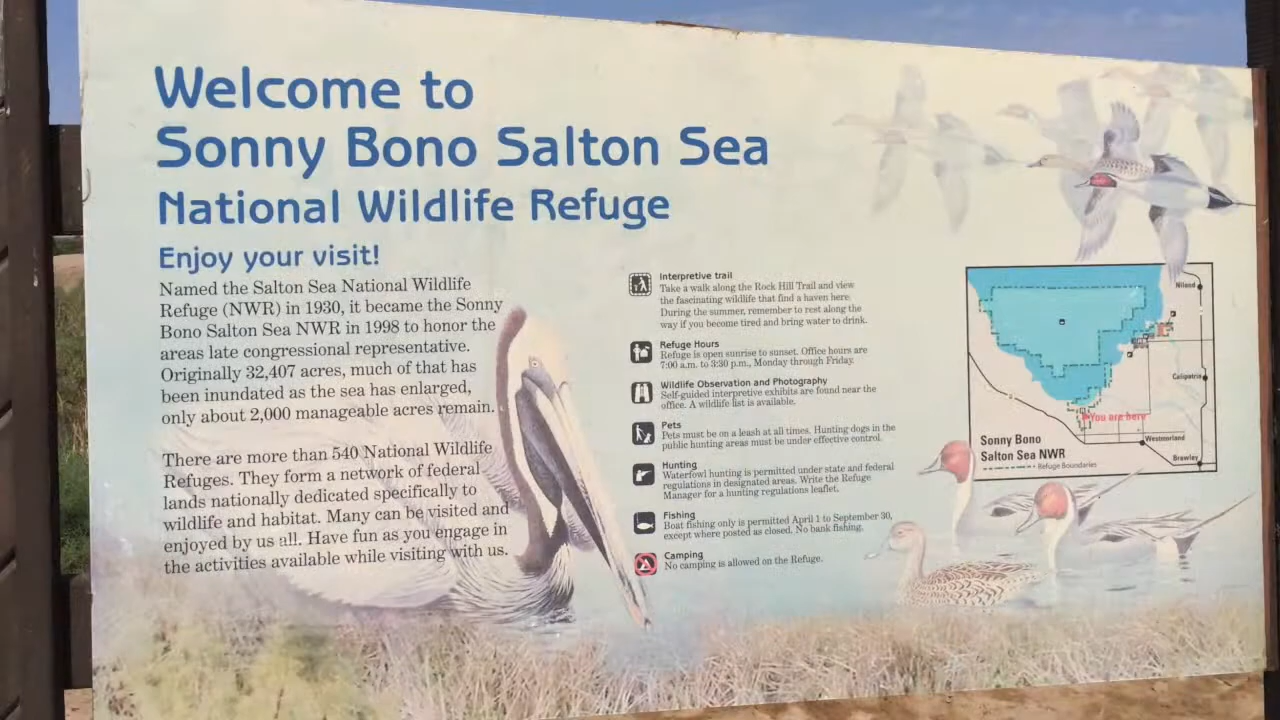 Welcome to
Sonny Bono Salton Sea
National Wildlife Refuge
Enjoy your visit!
Named the Salton Sea National Wildlife
Refuge (NWR) in 1930, it became the Sonny
Bono Salton Sea NWR in 1998 to honor the
areas late congressional representative.
Originally 32,407 acres, much of that has
been inundated as the sea has enlarged,
only about 2,000 manageable acres remain.
There are more than 540 National Wildlife
Refuges. They form a network of federal
lands nationally dedicated specifically to
wildlife and habitat. Many can be visited and
enjoyed by us all. Have fun as you engage in
the activities available while visiting with us.
Interpretive trail
Take a walk along the Rock Hill Trail and view
the fascinating wildlife that find a haven here.
During the summer, remember to rest along the
way if you become tired and bring water to drink.
Refuge Hours
Refuge is open sunrise to sunset. Office hours are
7:00 a.m. to 3:30 p.m., Monday through Friday.
Wildlife Observation and Photography
Self-guided interpretive exhibits are found near the
office. A wildlife list is available.
Pets
Pets must be on a leash at all times. Hunting dogs in the
public hunting areas must be under effective control.
Hunting
Waterfowl hunting is permitted under state and federal
regulations in designated areas. Write the Refuge
Manager for a hunting regulations leaflet.
Fishing
Boat fishing only is permitted April 1 to September 30,
except where posted as closed. No bank fishing.
Camping
No camping is allowed on the Refuge.
Niland
Calipatria
You are here
Westmorland
Brawley
Sonny Bono
Salton Sea NWR
Refuge Boundaries